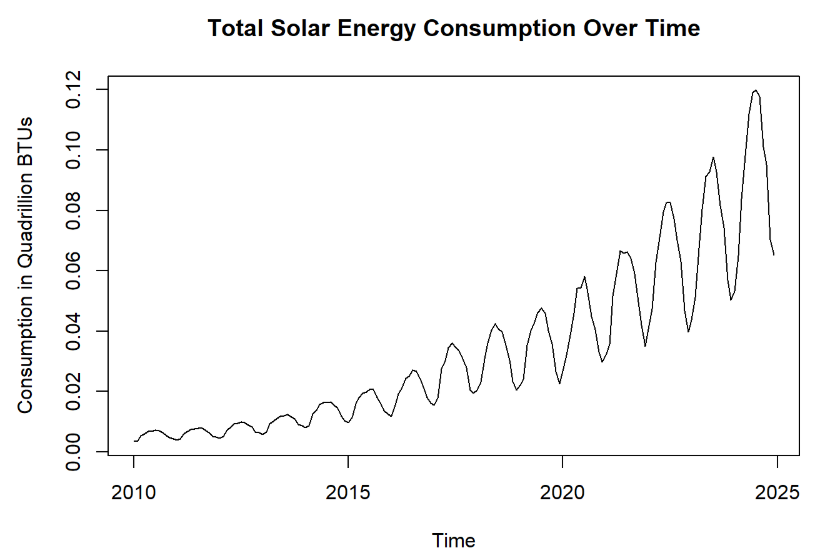 Total Solar Energy Consumption Over Time
Consumption in Quadrillion BTUs
0.12
0.10
0.08
0.06
0.04
0.02
0.00
2010 2015 2020 2025
Time